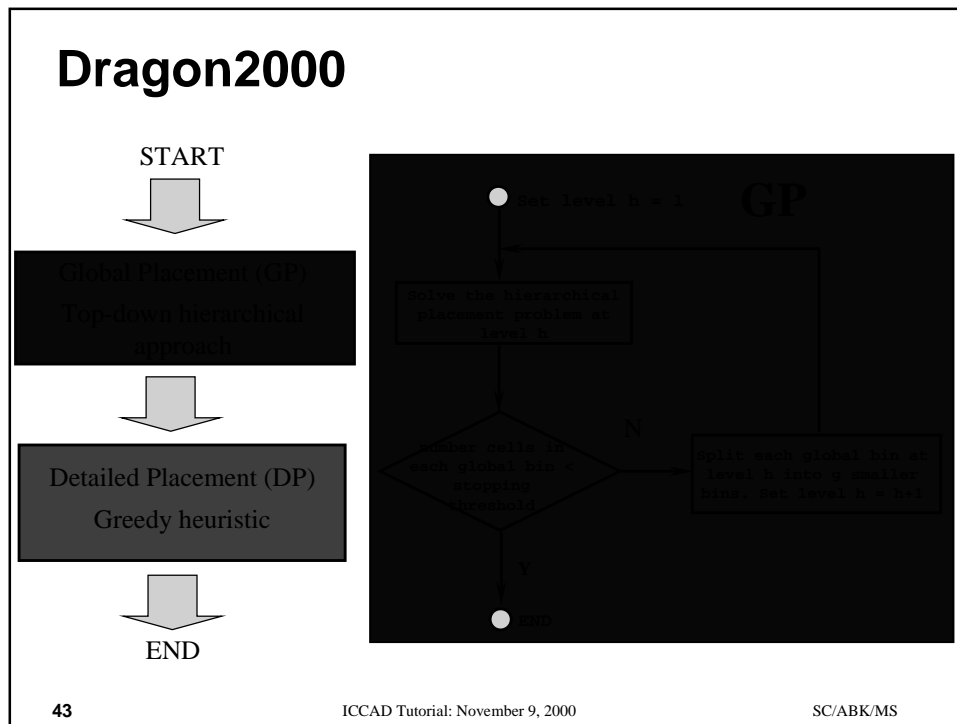 Dragon2000
START
Global Placement (GP)
Top-down hierarchical
approach
Detailed Placement (DP)
Greedy heuristic
END
GP
Set level h = 1
Solve the hierarchical
placement problem at
level h
number cells in
each global bin <
stopping
threshold
N
Split each global bin at
level h into g smaller
bins. Set level h = h+1
Y
END
43
ICCAD Tutorial: November 9, 2000
SC/ABK/MS